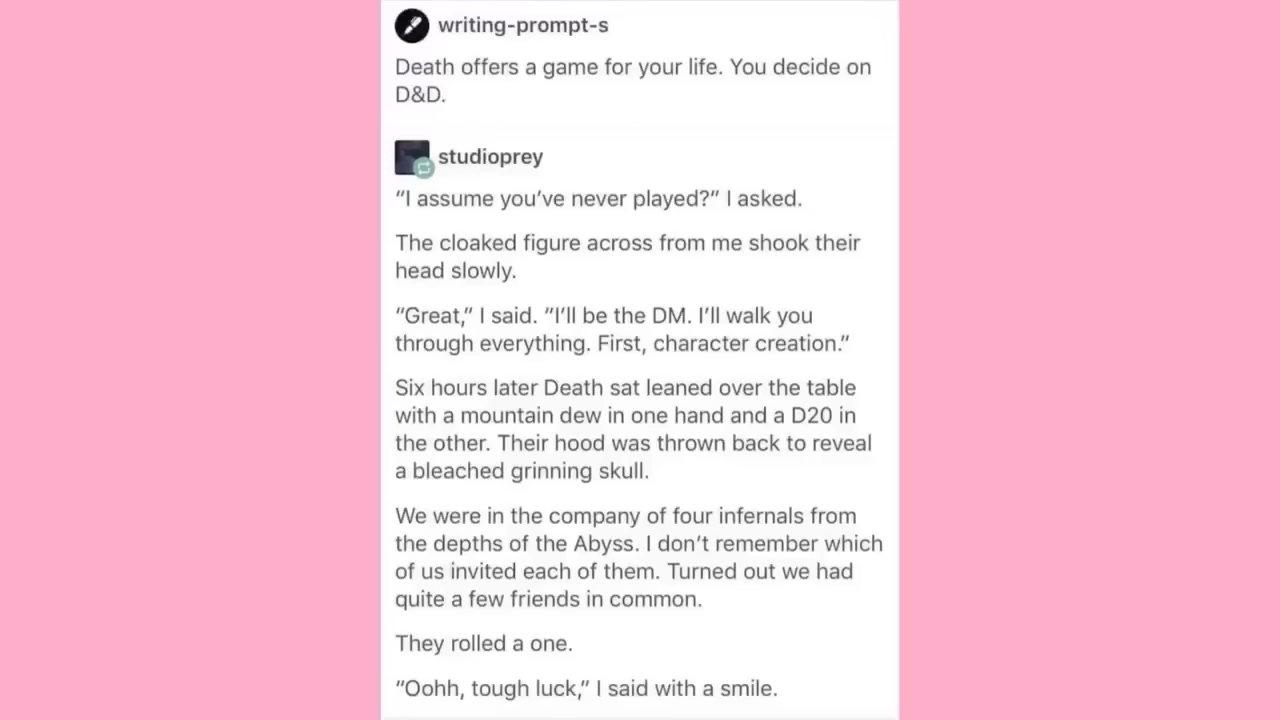 writing-prompt-s
Death offers a game for your life. You decide on
D&D.
studioprey
“I assume you’ve never played?” I asked.
The cloaked figure across from me shook their
head slowly.
“Great,” I said. “I’ll be the DM. I’ll walk you
through everything. First, character creation.”
Six hours later Death sat leaned over the table
with a mountain dew in one hand and a D20 in
the other. Their hood was thrown back to reveal
a bleached grinning skull.
We were in the company of four infernals from
the depths of the Abyss. I don’t remember which
of us invited each of them. Turned out we had
quite a few friends in common.
They rolled a one.
“Oohh, tough luck,” I said with a smile.